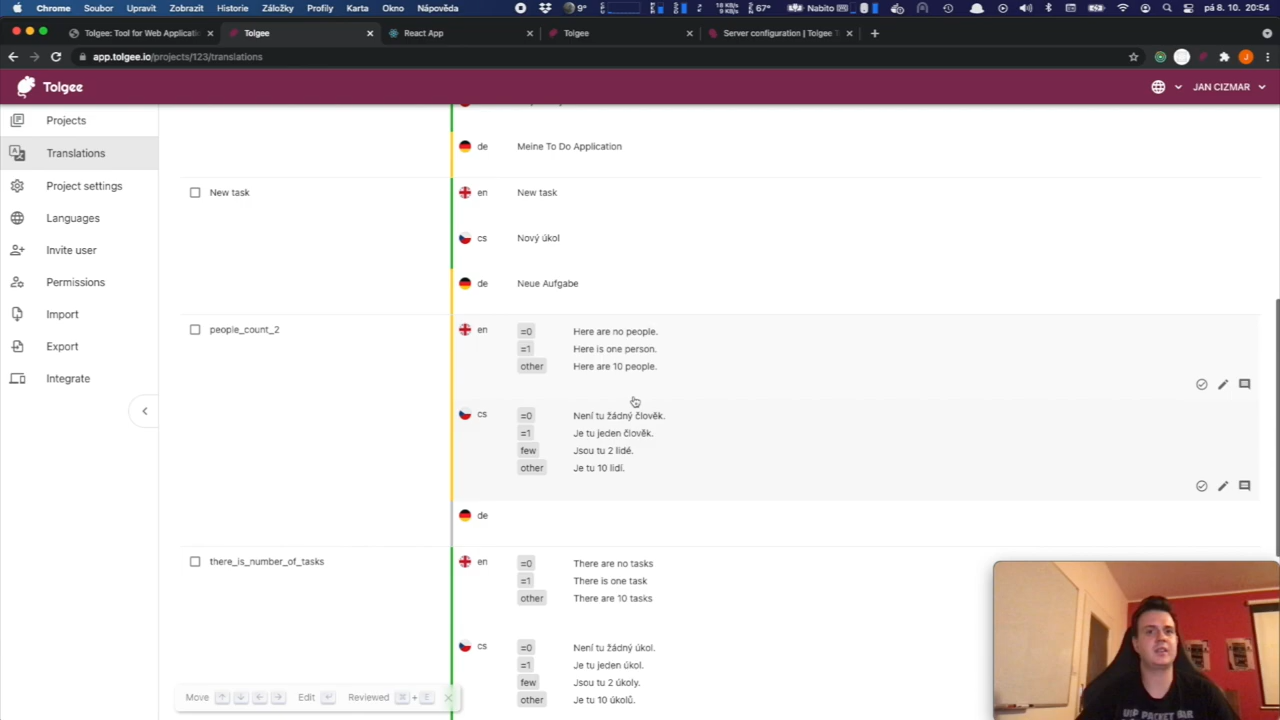 Chrome Soubor Upravit Zobrazit Historie Záložky Profily Karta Okno Nápověda
9° 67° Nabito pá 8. 10. 20:54
Tolgee: Tool for Web Applicati
Tolgee
React App
Tolgee
Server configuration | Tolgee
app.tolgee.io/projects/123/translations
Tolgee
JAN CIZMAR
Projects
Translations
Project settings
Languages
Invite user
Permissions
Import
Export
Integrate
de Meine To Do Application
New task
en New task
cs Nový úkol
de Neue Aufgabe
people_count_2
en =0 Here are no people.
=1 Here is one person.
other Here are 10 people.
cs =0 Není tu žádný člověk.
=1 Je tu jeden člověk.
few Jsou tu 2 lidé.
other Je tu 10 lidí.
de
there_is_number_of_tasks
en =0 There are no tasks
=1 There is one task
other There are 10 tasks
cs =0 Není tu žádný úkol.
=1 Je tu jeden úkol.
few Jsou tu 2 úkoly.
other Je tu 10 úkolů.
Move ↑ ↓ ← → Edit ↵ Reviewed ⌘ + E